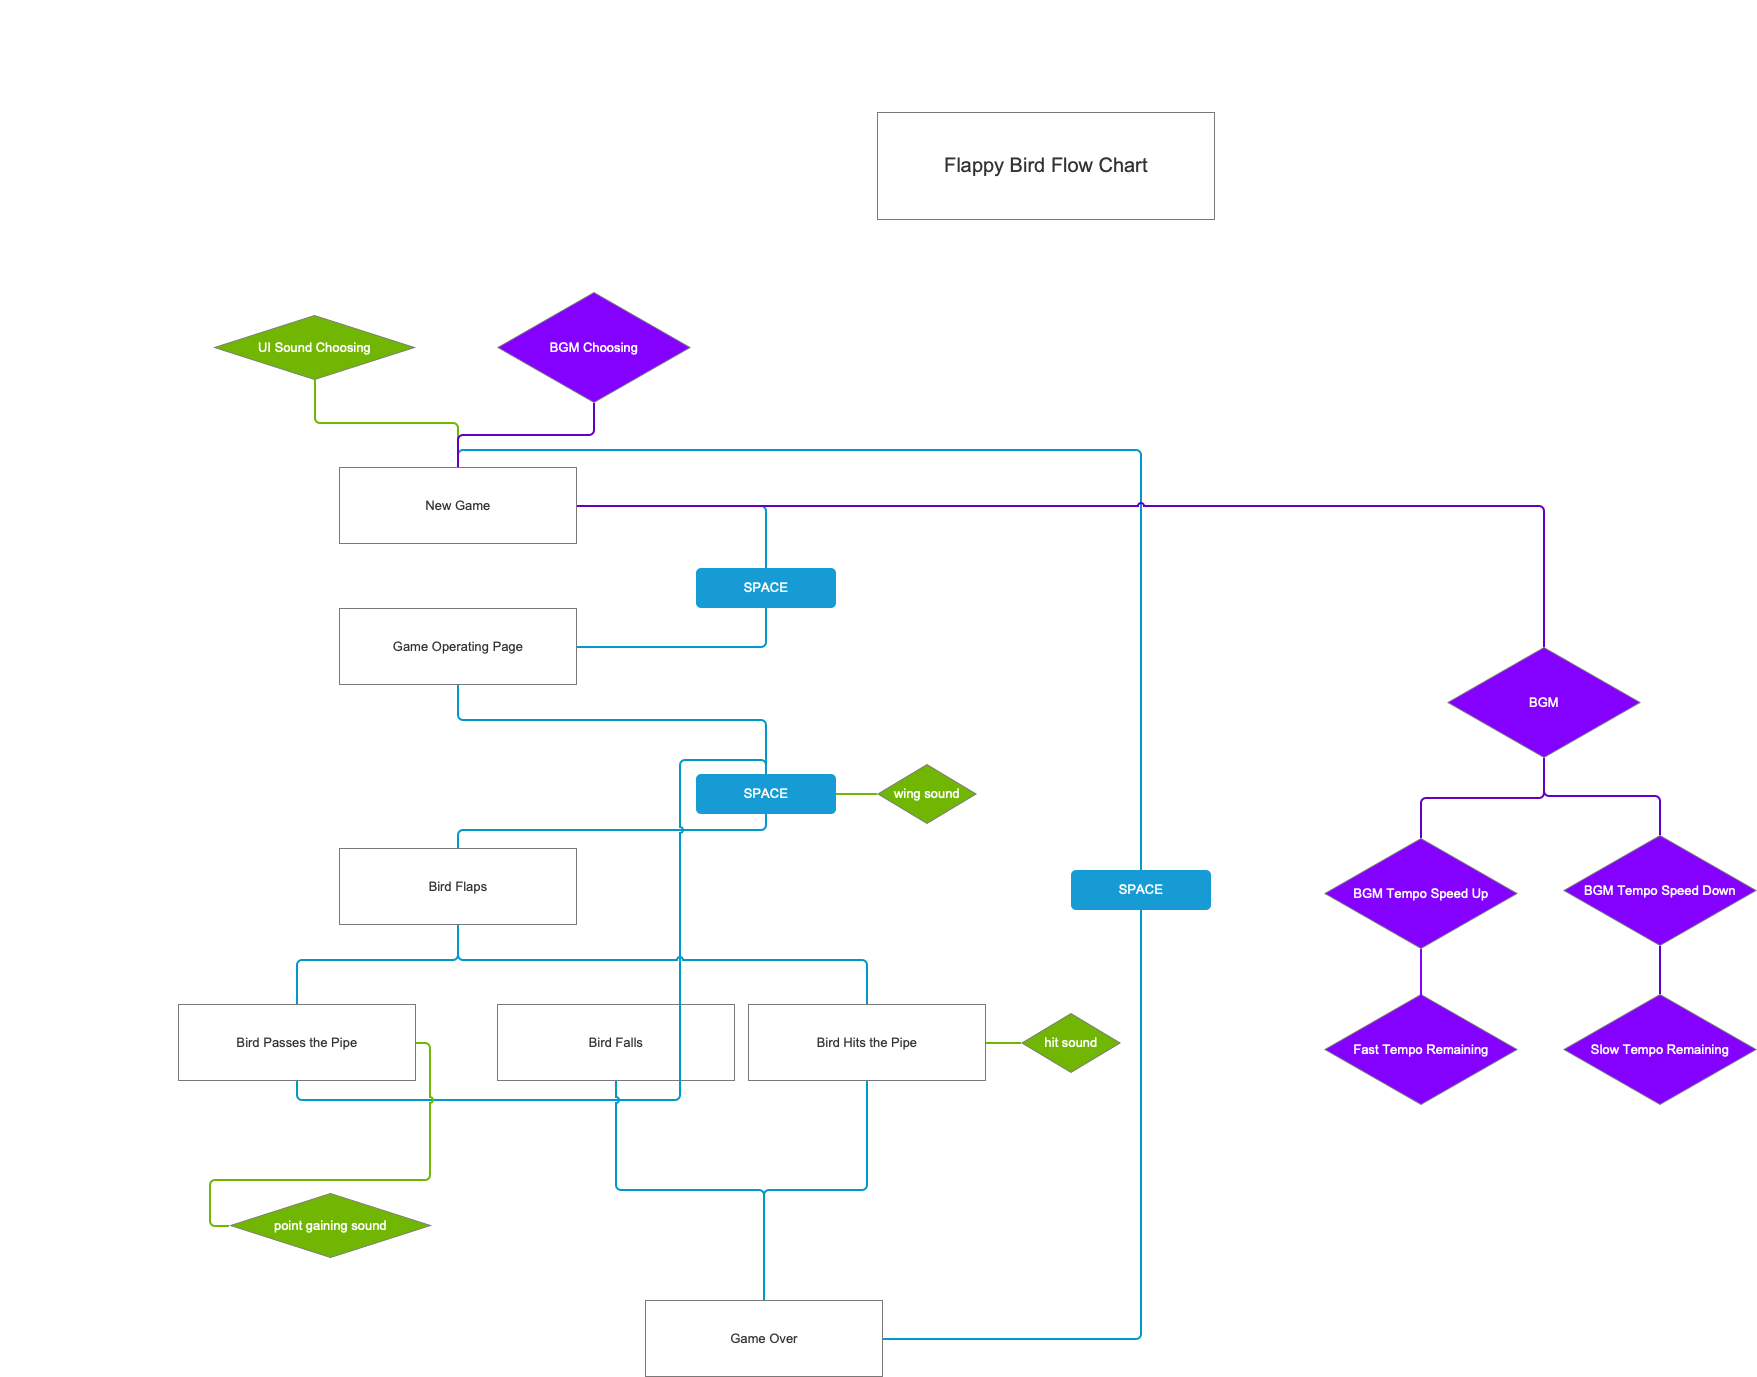 Flappy Bird Flow Chart
UI Sound Choosing
BGM Choosing
New Game
SPACE
Game Operating Page
BGM
SPACE
wing sound
Bird Flaps
SPACE
BGM Tempo Speed Up
BGM Tempo Speed Down
Bird Passes the Pipe
Bird Falls
Bird Hits the Pipe
hit sound
Fast Tempo Remaining
Slow Tempo Remaining
point gaining sound
Game Over